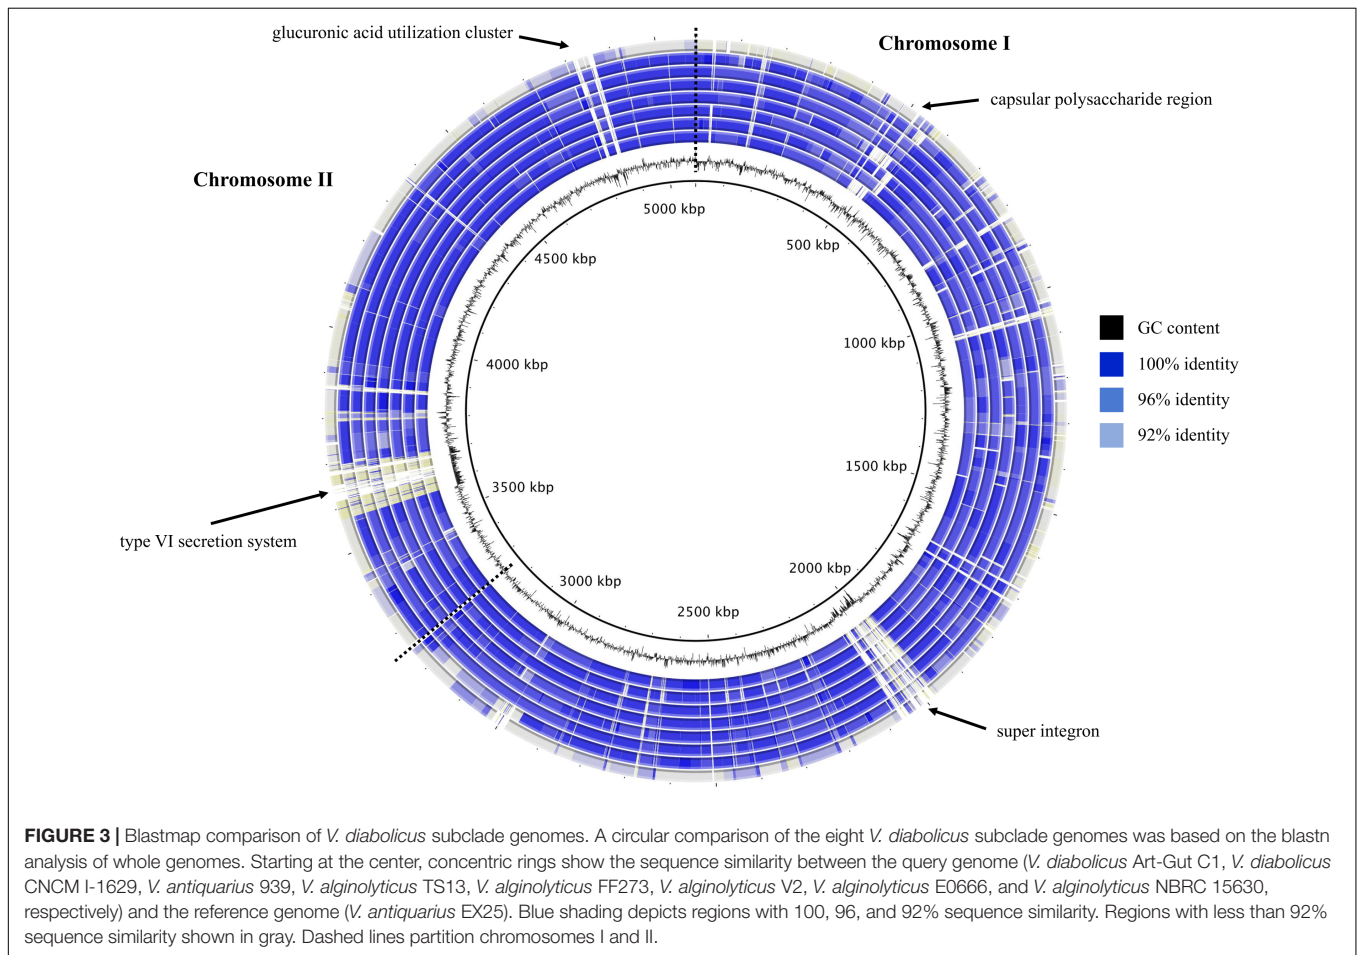 glucuronic acid utilization cluster
Chromosome I
capsular polysaccharide region
Chromosome II
5000 kbp
500 kbp
4500 kbp
1000 kbp
4000 kbp
1500 kbp
3500 kbp
2000 kbp
3000 kbp
2500 kbp
GC content
100% identity
96% identity
92% identity
type VI secretion system
super integron
FIGURE 3 | Blastmap comparison of V. diabolicus subclade genomes. A circular comparison of the eight V. diabolicus subclade genomes was based on the blastn
analysis of whole genomes. Starting at the center, concentric rings show the sequence similarity between the query genome (V. diabolicus Art-Gut C1, V. diabolicus
CNCM I-1629, V. antiquarius 939, V. alginolyticus TS13, V. alginolyticus FF273, V. alginolyticus V2, V. alginolyticus E0666, and V. alginolyticus NBRC 15630,
respectively) and the reference genome (V. antiquarius EX25). Blue shading depicts regions with 100, 96, and 92% sequence similarity. Regions with less than 92%
sequence similarity shown in gray. Dashed lines partition chromosomes I and II.